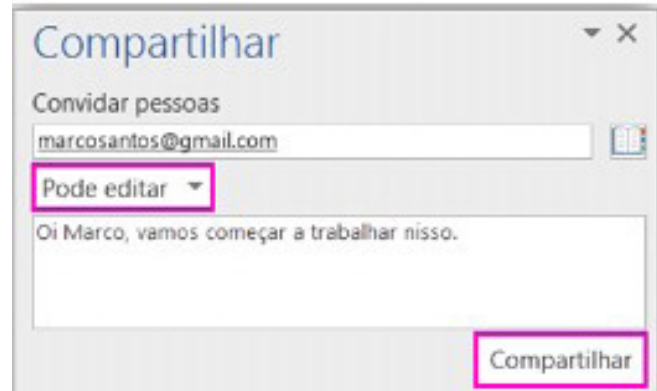 Compartilhar
Convidar pessoas
marcosantos@gmail.com
Pode editar
Oi Marco, vamos começar a trabalhar nisso.
Compartilhar